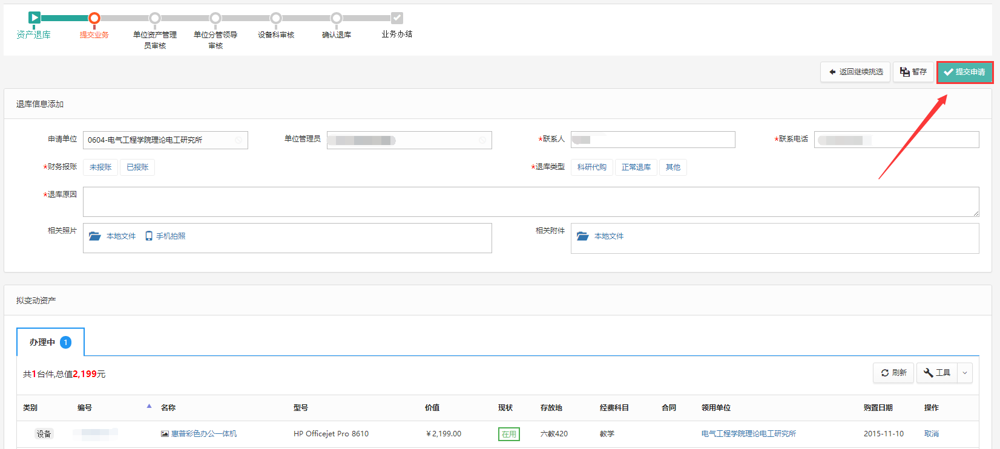 资产退库
提交业务
单位资产管理
员审核
单位分管领导
审核
设备科审核
确认退库
业务办结
返回继续挑选
暂存
提交申请
退库信息添加
申请单位 0604-电气工程学院理论电工研究所
单位管理员
*联系人
*联系电话
*财务报账 未报账 已报账
*退库类型 科研代购 正常退库 其他
*退库原因
相关照片 本地文件 手机拍照
相关附件 本地文件
拟变动资产
办理中 1
共1台件,总值2,199元
刷新 工具
类别 编号 名称 型号 价值 现状 存放地 经费科目 合同 领用单位 购置日期 操作
设备 惠普彩色办公一体机 HP Officejet Pro 8610 ￥2,199.00 在用 六教420 教学 电气工程学院理论电工研究所 2015-11-10 取消